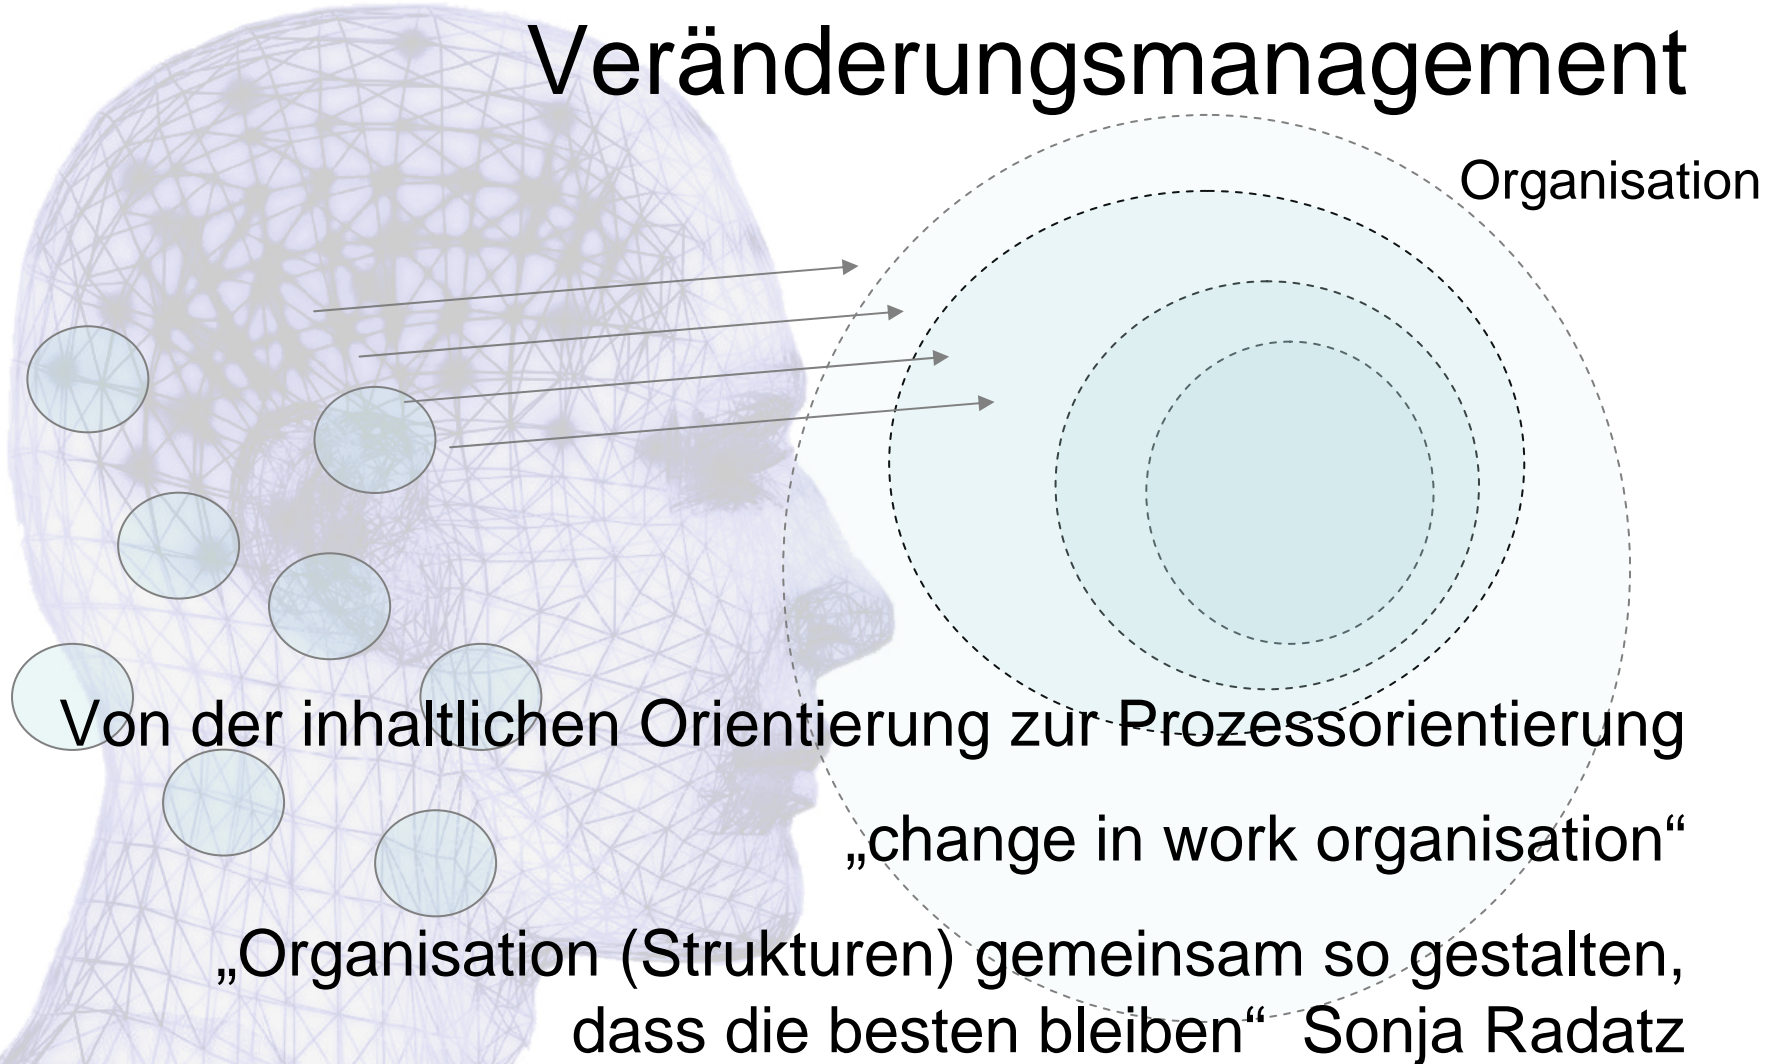 Veränderungsmanagement
Organisation
Von der inhaltlichen Orientierung zur Prozessorientierung
„change in work organisation“
„Organisation (Strukturen) gemeinsam so gestalten,
dass die besten bleiben“ Sonja Radatz